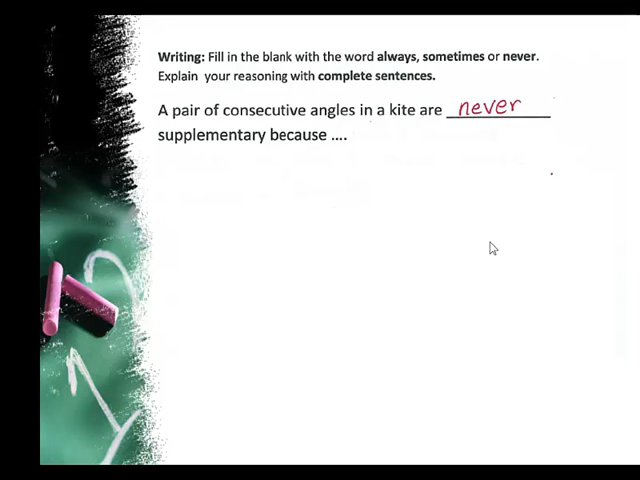 Writing: Fill in the blank with the word always, sometimes or never.
Explain your reasoning with complete sentences.
A pair of consecutive angles in a kite are never
supplementary because ....